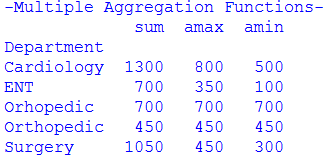 -Multiple Aggregation Functions-
sum amax amin
Department
Cardiology 1300 800 500
ENT 700 350 100
Orhopedic 700 700 700
Orthopedic 450 450 450
Surgery 1050 450 300